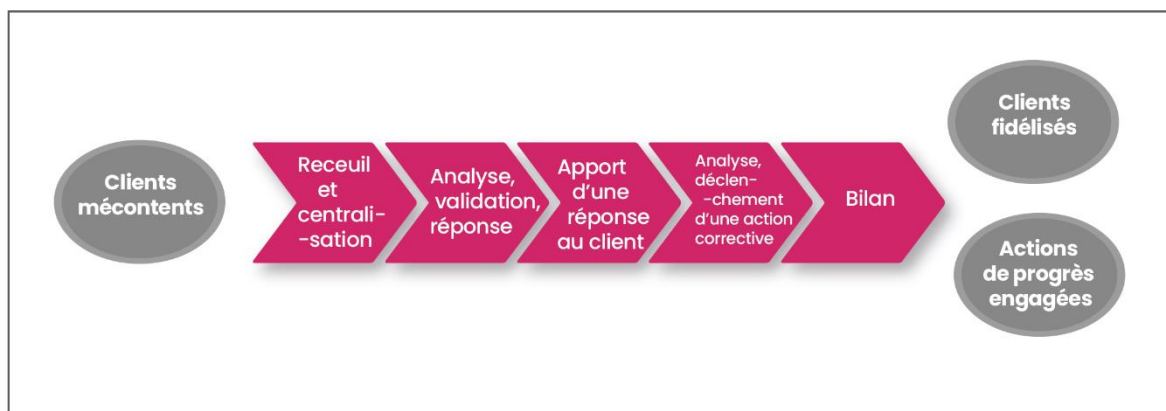 Clients
mécontents
Receuil
et
centrali-
-sation
Analyse,
validation,
réponse
Apport
d'une
réponse
au client
Analyse,
déclen-
-chement
d'une action
corrective
Bilan
Clients
fidélisés
Actions
de progrès
engagées